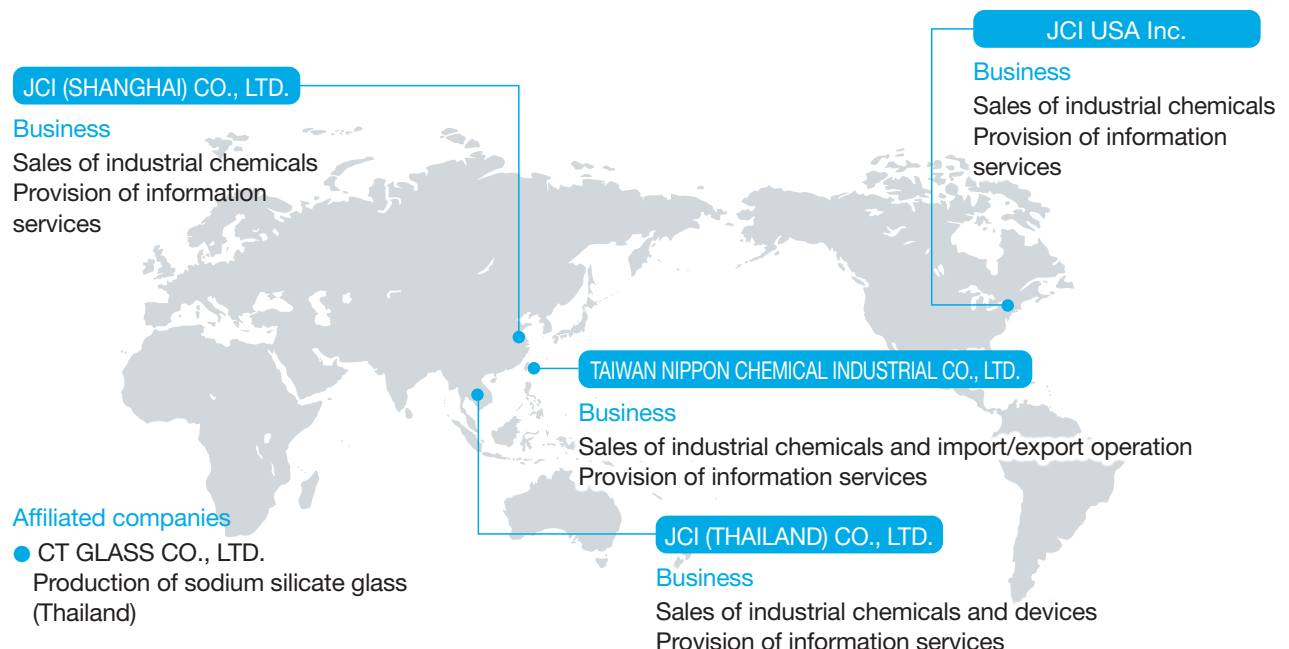 JCI USA Inc.
Business
Sales of industrial chemicals
Provision of information
services
JCI (SHANGHAI) CO., LTD.
Business
Sales of industrial chemicals
Provision of information
services
TAIWAN NIPPON CHEMICAL INDUSTRIAL CO., LTD.
Business
Sales of industrial chemicals and import/export operation
Provision of information services
Affiliated companies
CT GLASS CO., LTD.
Production of sodium silicate glass
(Thailand)
JCI (THAILAND) CO., LTD.
Business
Sales of industrial chemicals and devices
Provision of information services